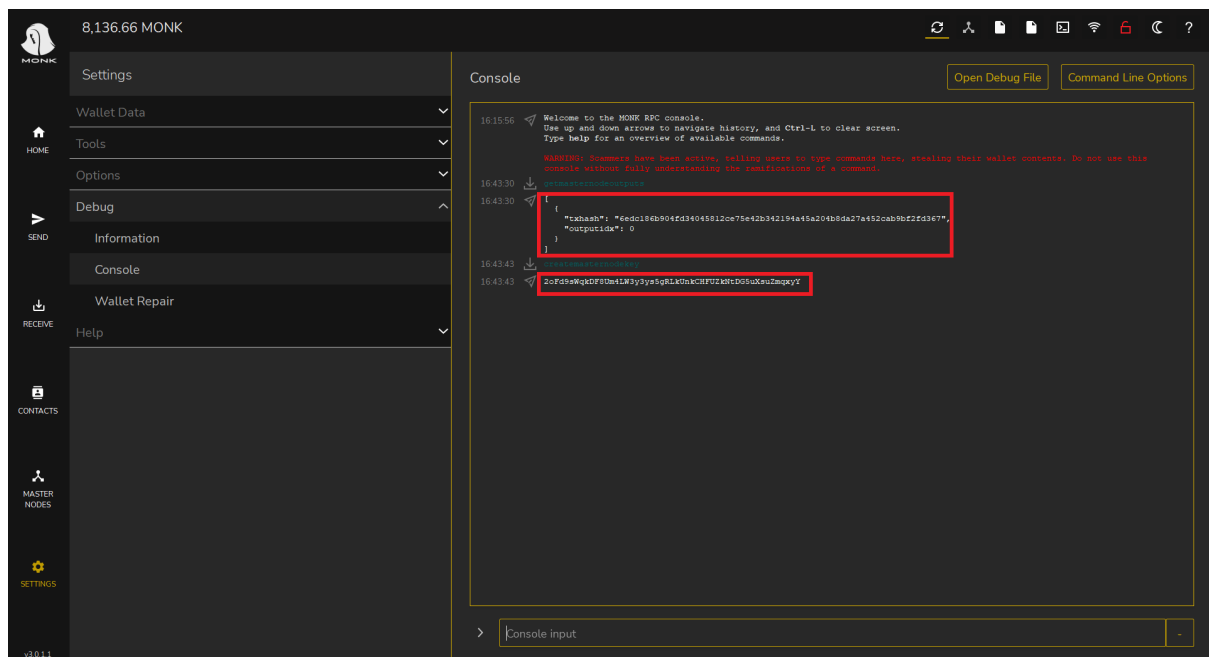 8,136.66 MONK
?
MONK
Settings
Console
Open Debug File
Command Line Options
Wallet Data
Tools
Options
Debug
Information
Console
Wallet Repair
Help
HOME
SEND
RECEIVE
CONTACTS
MASTER
NODES
SETTINGS
v3.0.1.1
16:15:56
Welcome to the MONK RPC console.
Use up and down arrows to navigate history, and Ctrl-L to clear screen.
Type help for an overview of available commands.
WARNING: Scammers have been active, telling users to type commands here, stealing their wallet contents. Do not use this
console without fully understanding the ramifications of a command.
16:43:30
getmasternodeoutputs
16:43:30
[
{
"txhash": "6edc186b904fd34045812ce75e42b342194a45a204b8da27a452cab9bf2fd367",
"outputidx": 0
}
]
16:43:43
createmasternodekey
16:43:43
Console input